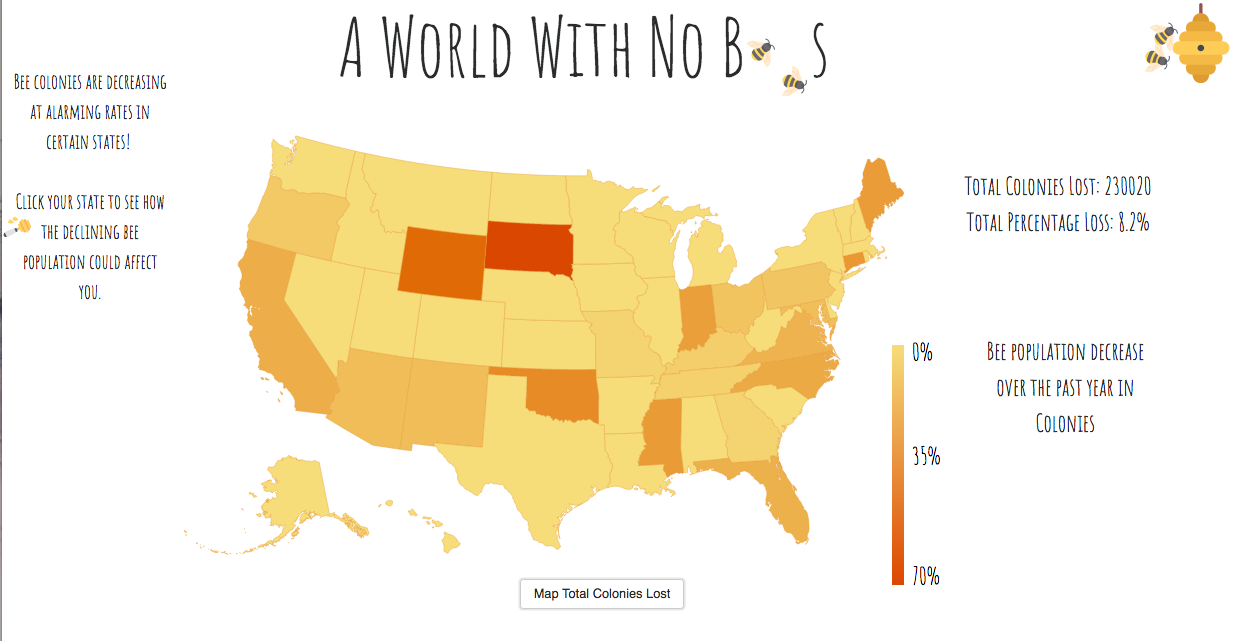 A World With No B s
Bee colonies are decreasing
at alarming rates in
certain states!
Click your state to see how
the declining bee
population could affect
you.
Total Colonies Lost: 230020
Total Percentage Loss: 8.2%
0%
35%
70%
Bee population decrease
over the past year in
Colonies
Map Total Colonies Lost